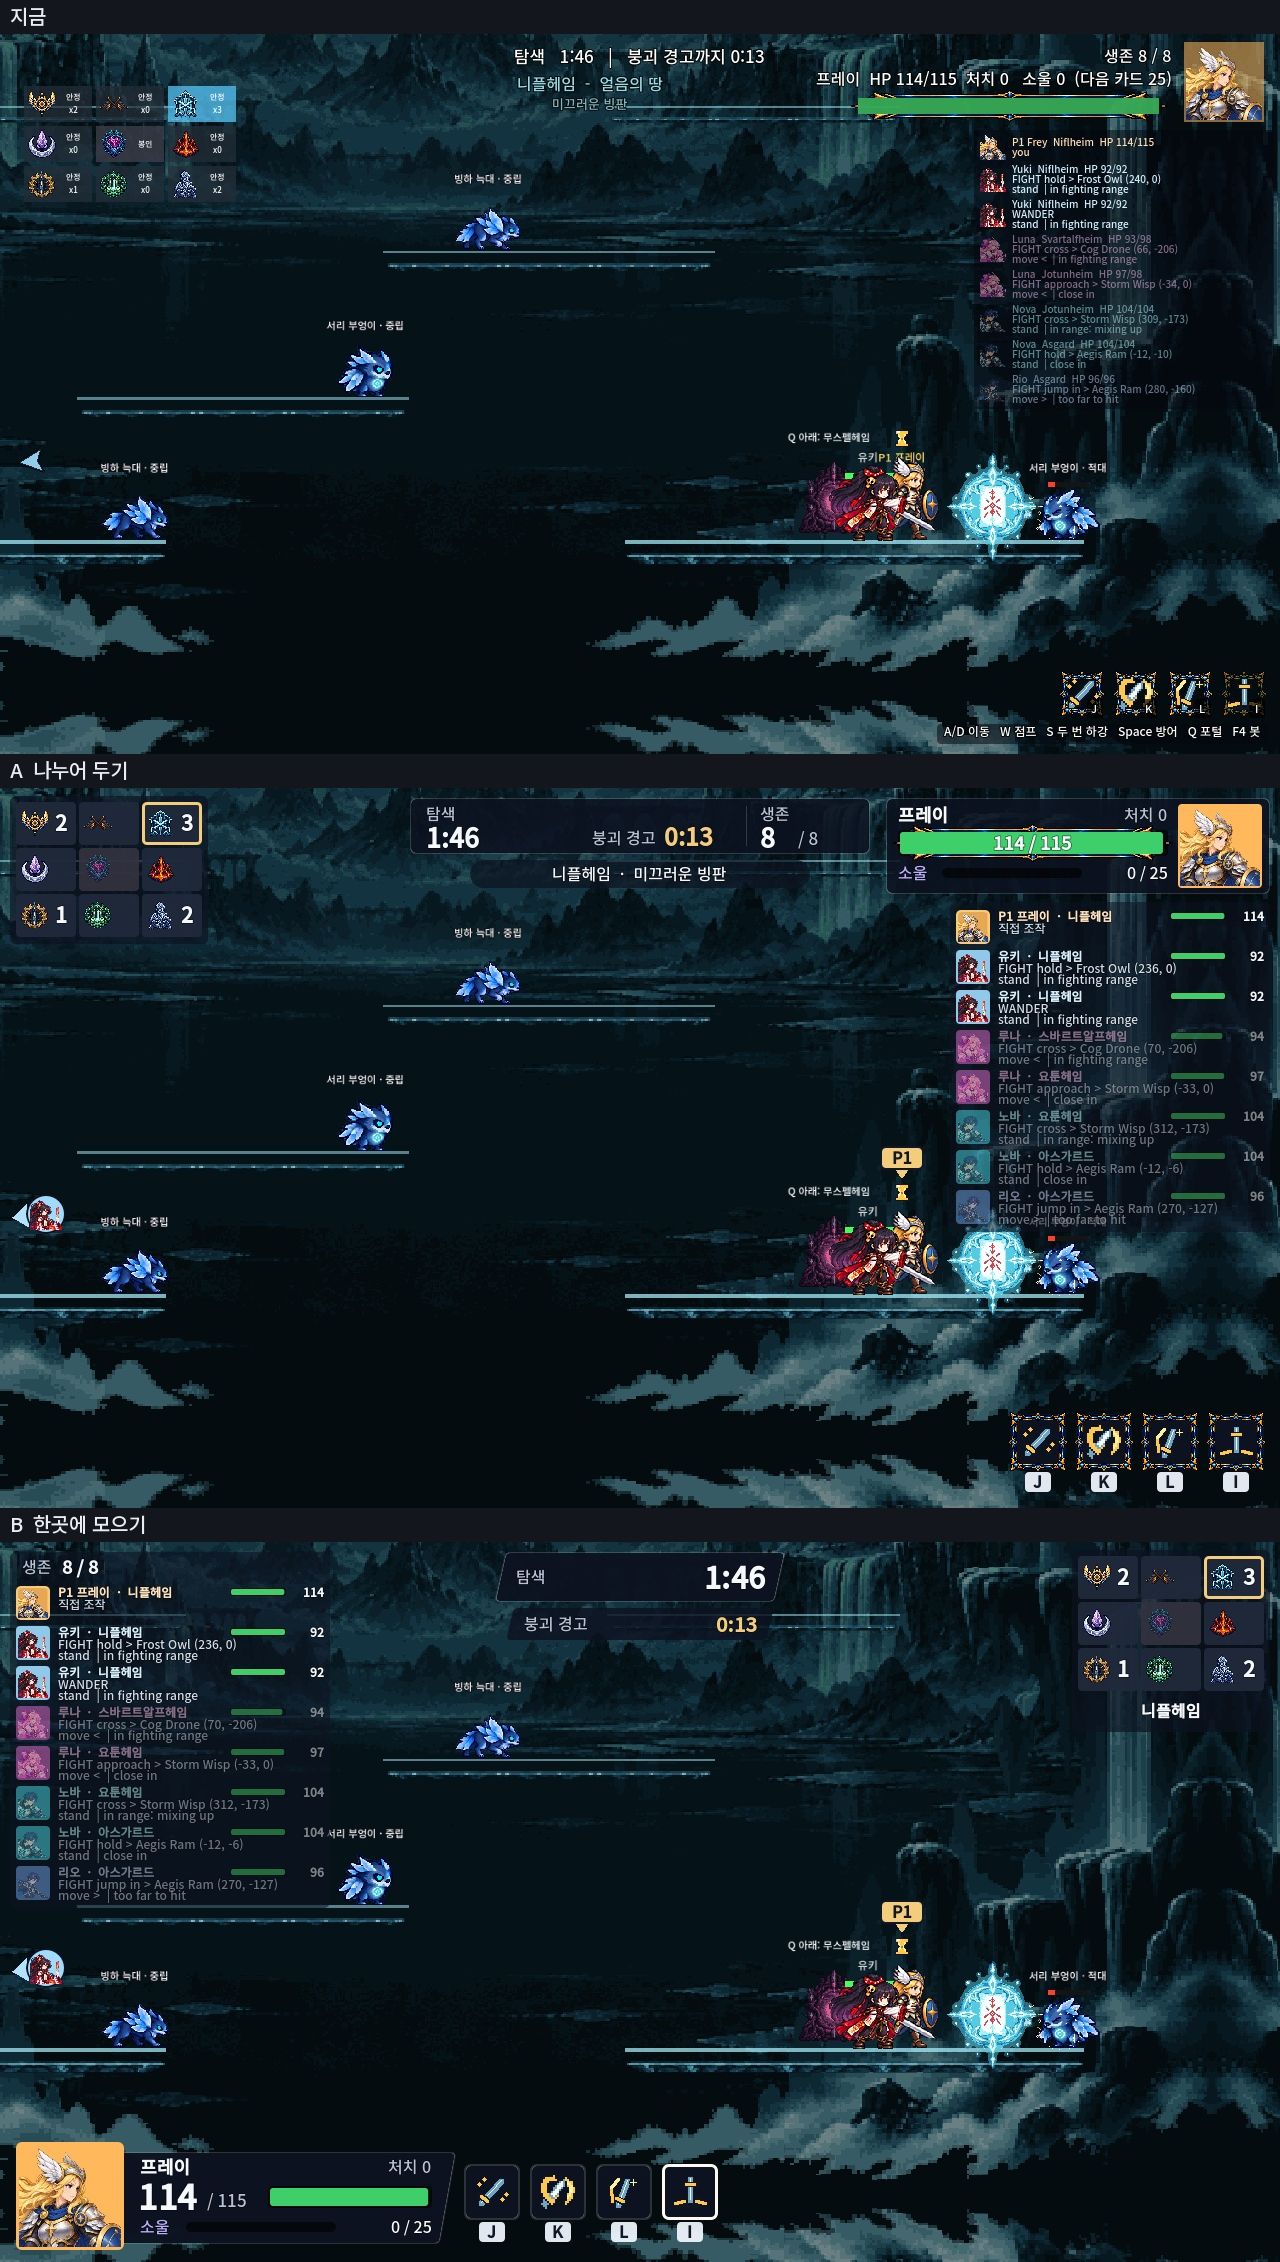 지금
탐색 1:46 | 붕괴 경고까지 0:13
니플헤임 - 얼음의 땅
미끄러운 빙판
생존 8 / 8
프레이 HP 114/115 처치 0 소울 0 (다음 카드 25)
안정 x2
안정 x0
안정 x3
안정 x0
봉인
안정 x0
안정 x1
안정 x0
안정 x2
P1 Frey Niflheim HP 114/115
you
Yuki Niflheim HP 92/92
FIGHT hold > Frost Owl (240, 0)
stand | in fighting range
Yuki Niflheim HP 92/92
WANDER
stand | in fighting range
Luna Svartalfheim HP 93/98
FIGHT cross > Cog Drone (66, -206)
move < | in fighting range
Luna Jotunheim HP 97/98
FIGHT approach > Storm Wisp (-34, 0)
move < | close in
Nova Jotunheim HP 104/104
FIGHT cross > Storm Wisp (309, -173)
stand | in range: mixing up
Nova Asgard HP 104/104
FIGHT hold > Aegis Ram (-12, -10)
stand | close in
Rio Asgard HP 96/96
FIGHT jump in > Aegis Ram (280, -160)
move > | too far to hit
빙하 늑대 · 중립
서리 부엉이 · 중립
빙하 늑대 · 중립
Q 아래: 무스펠헤임
유키 P1 프레이
서리 부엉이 · 적대
J K L I
A/D 이동 W 점프 S 두 번 하강 Space 방어 Q 포털 F4 봇
A 나누어 두기
2
3
1
2
탐색
1:46
붕괴 경고 0:13
생존
8 / 8
니플헤임 · 미끄러운 빙판
프레이 처치 0
114 / 115
소울 0 / 25
P1 프레이 · 니플헤임 114
직접 조작
유키 · 니플헤임 92
FIGHT hold > Frost Owl (236, 0)
stand | in fighting range
유키 · 니플헤임 92
WANDER
stand | in fighting range
루나 · 스바르트알프헤임 94
FIGHT cross > Cog Drone (70, -206)
move < | in fighting range
루나 · 요툰헤임 97
FIGHT approach > Storm Wisp (-33, 0)
move < | close in
노바 · 요툰헤임 104
FIGHT cross > Storm Wisp (312, -173)
stand | in range: mixing up
노바 · 아스가르드 104
FIGHT hold > Aegis Ram (-12, -6)
stand | close in
리오 · 아스가르드 96
FIGHT jump in > Aegis Ram (270, -127)
move > | too far to hit
빙하 늑대 · 중립
서리 부엉이 · 중립
빙하 늑대 · 중립
P1
Q 아래: 무스펠헤임
유키
J K L I
B 한곳에 모으기
생존 8 / 8
P1 프레이 · 니플헤임 114
직접 조작
유키 · 니플헤임 92
FIGHT hold > Frost Owl (236, 0)
stand | in fighting range
유키 · 니플헤임 92
WANDER
stand | in fighting range
루나 · 스바르트알프헤임 94
FIGHT cross > Cog Drone (70, -206)
move < | in fighting range
루나 · 요툰헤임 97
FIGHT approach > Storm Wisp (-33, 0)
move < | close in
노바 · 요툰헤임 104
FIGHT cross > Storm Wisp (312, -173)
stand | in range: mixing up
노바 · 아스가르드 104
FIGHT hold > Aegis Ram (-12, -6)
stand | close in
리오 · 아스가르드 96
FIGHT jump in > Aegis Ram (270, -127)
move > | too far to hit
탐색 1:46
붕괴 경고 0:13
2
3
1
2
니플헤임
빙하 늑대 · 중립
서리 부엉이 · 중립
빙하 늑대 · 중립
P1
Q 아래: 무스펠헤임
유키
서리 부엉이 · 적대
프레이 처치 0
114 / 115
소울 0 / 25
J K L I